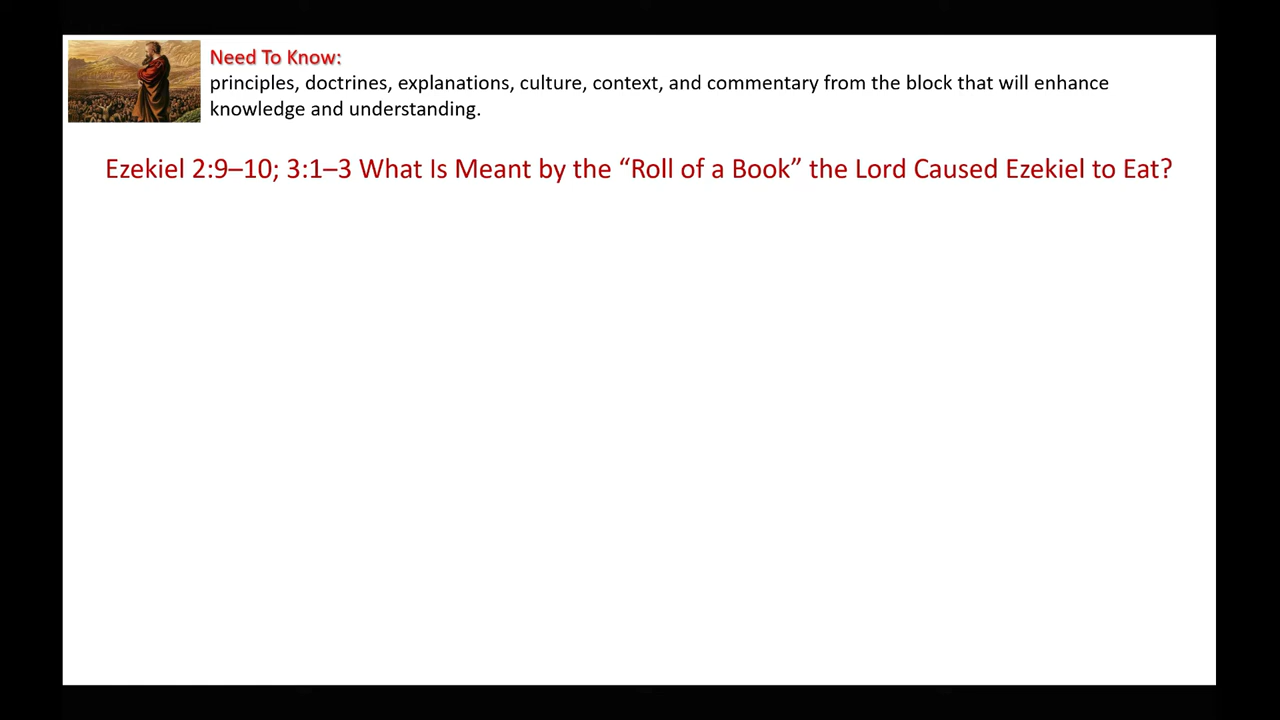 Need To Know:
principles, doctrines, explanations, culture, context, and commentary from the block that will enhance
knowledge and understanding.
Ezekiel 2:9–10; 3:1–3 What Is Meant by the “Roll of a Book” the Lord Caused Ezekiel to Eat?